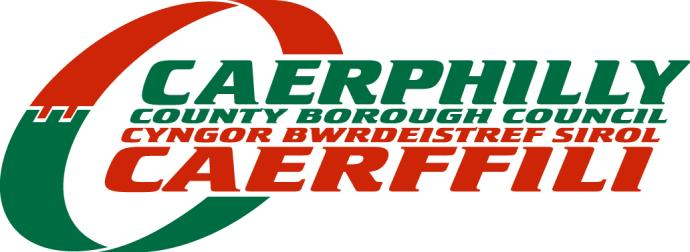 CAERPHILLY
COUNTY BOROUGH COUNCIL
CYNGOR BWRDEISTREF SIROL
CAERFFILI